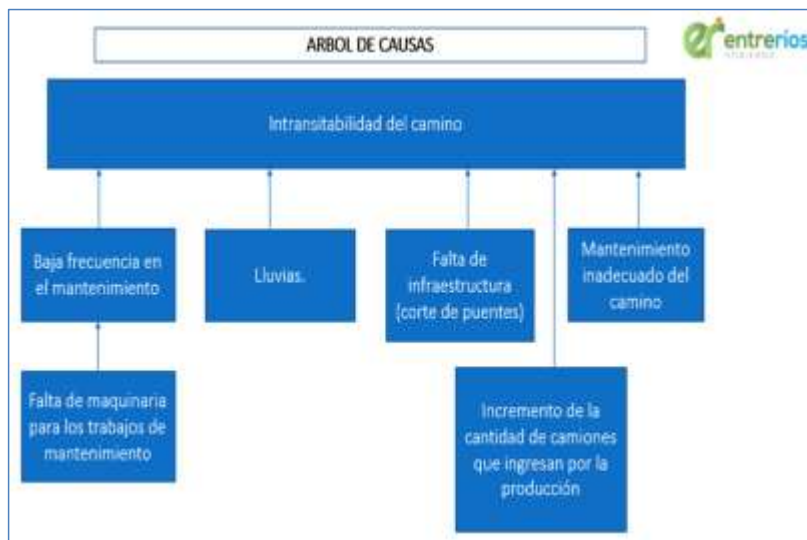 ARBOL DE CAUSAS
entreríos
Intransitabilidad del camino
Baja frecuencia en
el mantenimiento
Lluvias.
Falta de
infraestructura
(corte de puentes)
Mantenimiento
inadecuado del
camino
Falta de maquinaria
para los trabajos de
mantenimiento
Incremento de la
cantidad de camiones
que ingresan por la
producción